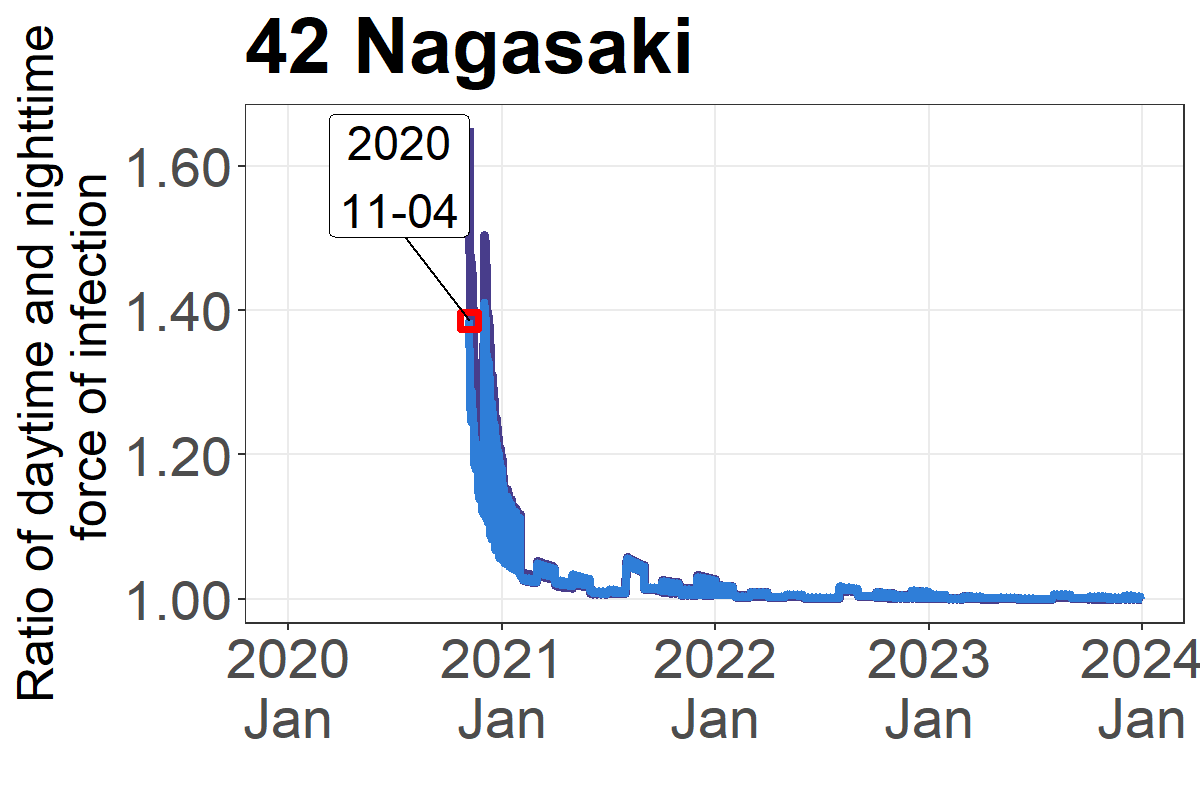 42 Nagasaki
Ratio of daytime and nighttime
force of infection
1.60
1.40
1.20
1.00
2020
11-04
2020
Jan
2021
Jan
2022
Jan
2023
Jan
2024
Jan